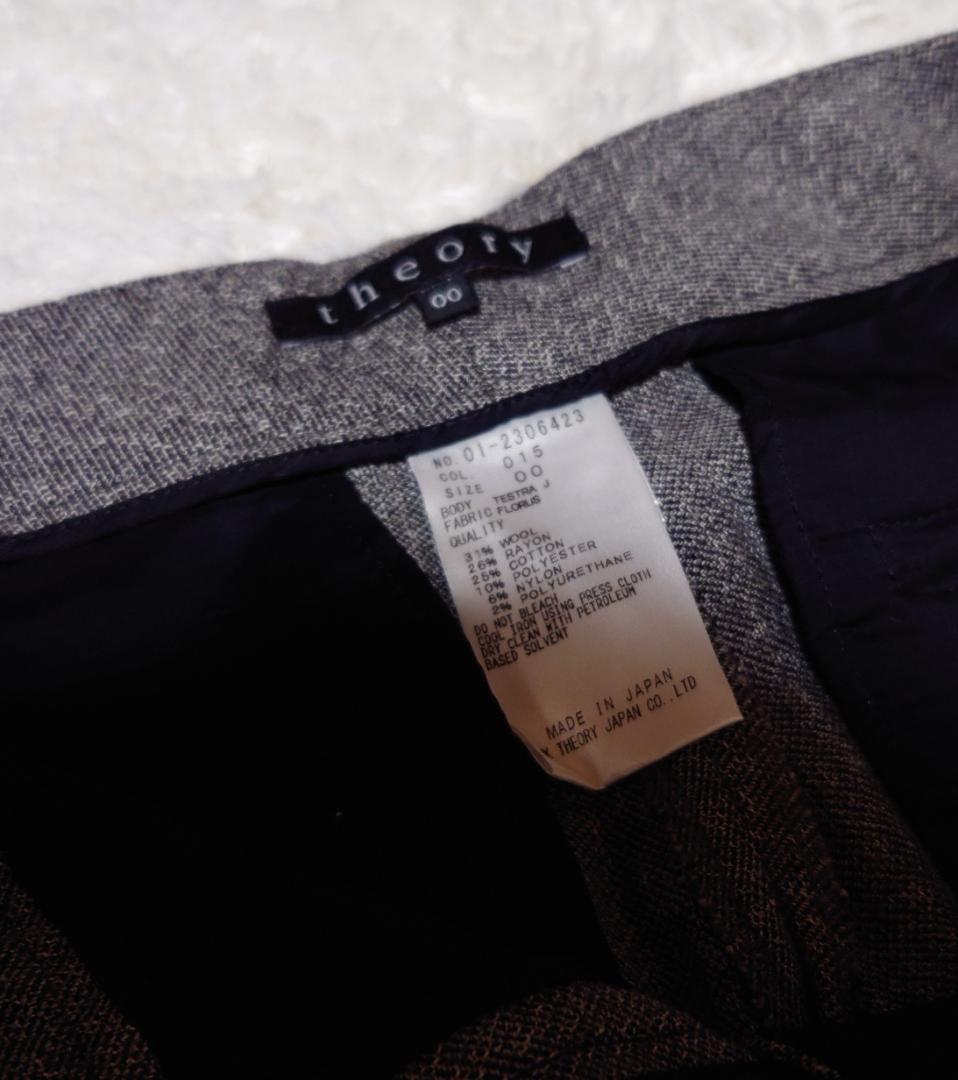 theory
00
NO. 01-2306423
COL. 015
SIZE 00
BODY TESTRA J
FABRIC FLORUS
QUALITY
31% WOOL
26% RAYON
25% COTTON
10% POLYESTER
6% NYLON
2% POLYURETHANE
DO NOT BLEACH
COOL IRON USING PRESS CLOTH
DRY CLEAN WITH PETROLEUM
BASED SOLVENT
MADE IN JAPAN
K THEORY JAPAN CO.,LTD